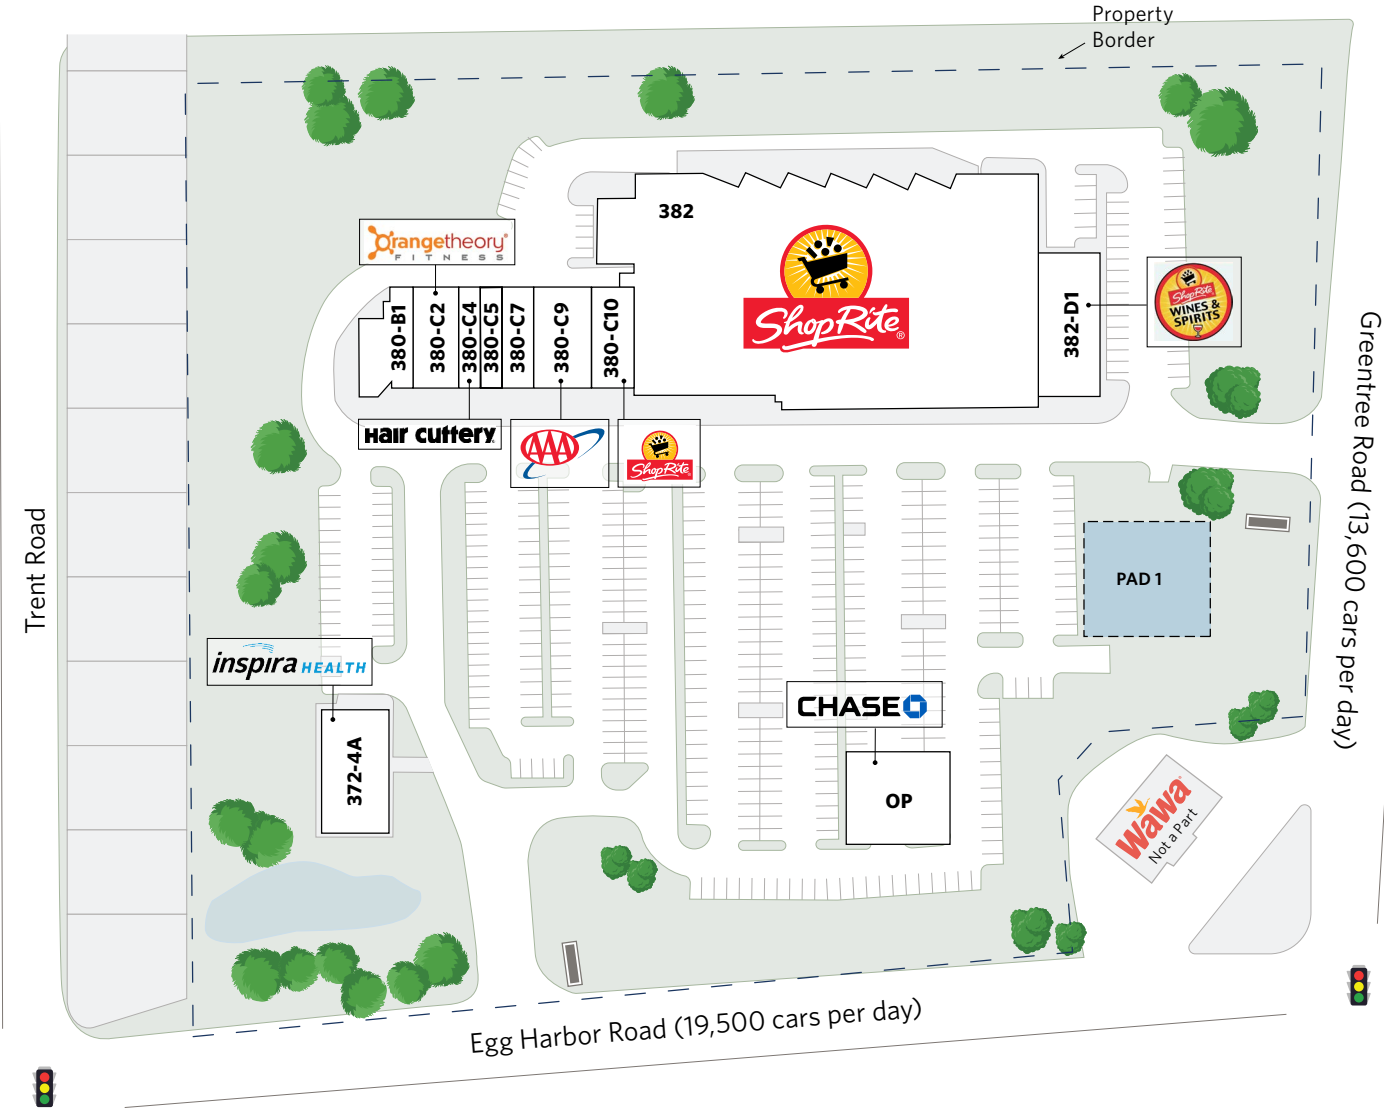 Property
Border
382
Orangetheory®
FITNESS
ShopRite®
380-B1
380-C2
380-C4
380-C5
380-C7
380-C9
380-C10
382-D1
ShopRite
WINES &
SPIRITS
Hair Cuttery
AAA
ShopRite
Greentree Road (13,600 cars per day)
Trent Road
PAD 1
inspira HEALTH
CHASE
372-4A
OP
Wawa
Not a Part
Egg Harbor Road (19,500 cars per day)